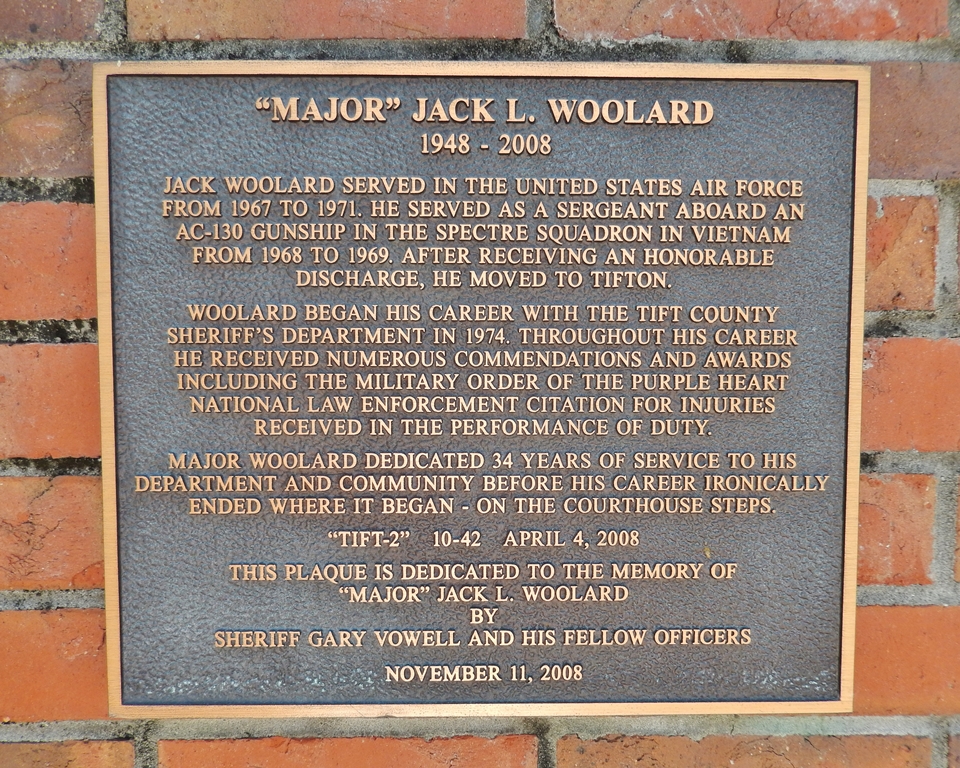 “MAJOR” JACK L. WOOLARD
1948 - 2008
JACK WOOLARD SERVED IN THE UNITED STATES AIR FORCE
FROM 1967 TO 1971. HE SERVED AS A SERGEANT ABOARD AN
AC-130 GUNSHIP IN THE SPECTRE SQUADRON IN VIETNAM
FROM 1968 TO 1969. AFTER RECEIVING AN HONORABLE
DISCHARGE, HE MOVED TO TIFTON.
WOOLARD BEGAN HIS CAREER WITH THE TIFT COUNTY
SHERIFF’S DEPARTMENT IN 1974. THROUGHOUT HIS CAREER
HE RECEIVED NUMEROUS COMMENDATIONS AND AWARDS
INCLUDING THE MILITARY ORDER OF THE PURPLE HEART
NATIONAL LAW ENFORCEMENT CITATION FOR INJURIES
RECEIVED IN THE PERFORMANCE OF DUTY.
MAJOR WOOLARD DEDICATED 34 YEARS OF SERVICE TO HIS
DEPARTMENT AND COMMUNITY BEFORE HIS CAREER IRONICALLY
ENDED WHERE IT BEGAN - ON THE COURTHOUSE STEPS.
“TIFT-2” 10-42 APRIL 4, 2008
THIS PLAQUE IS DEDICATED TO THE MEMORY OF
“MAJOR” JACK L. WOOLARD
BY
SHERIFF GARY VOWELL AND HIS FELLOW OFFICERS
NOVEMBER 11, 2008